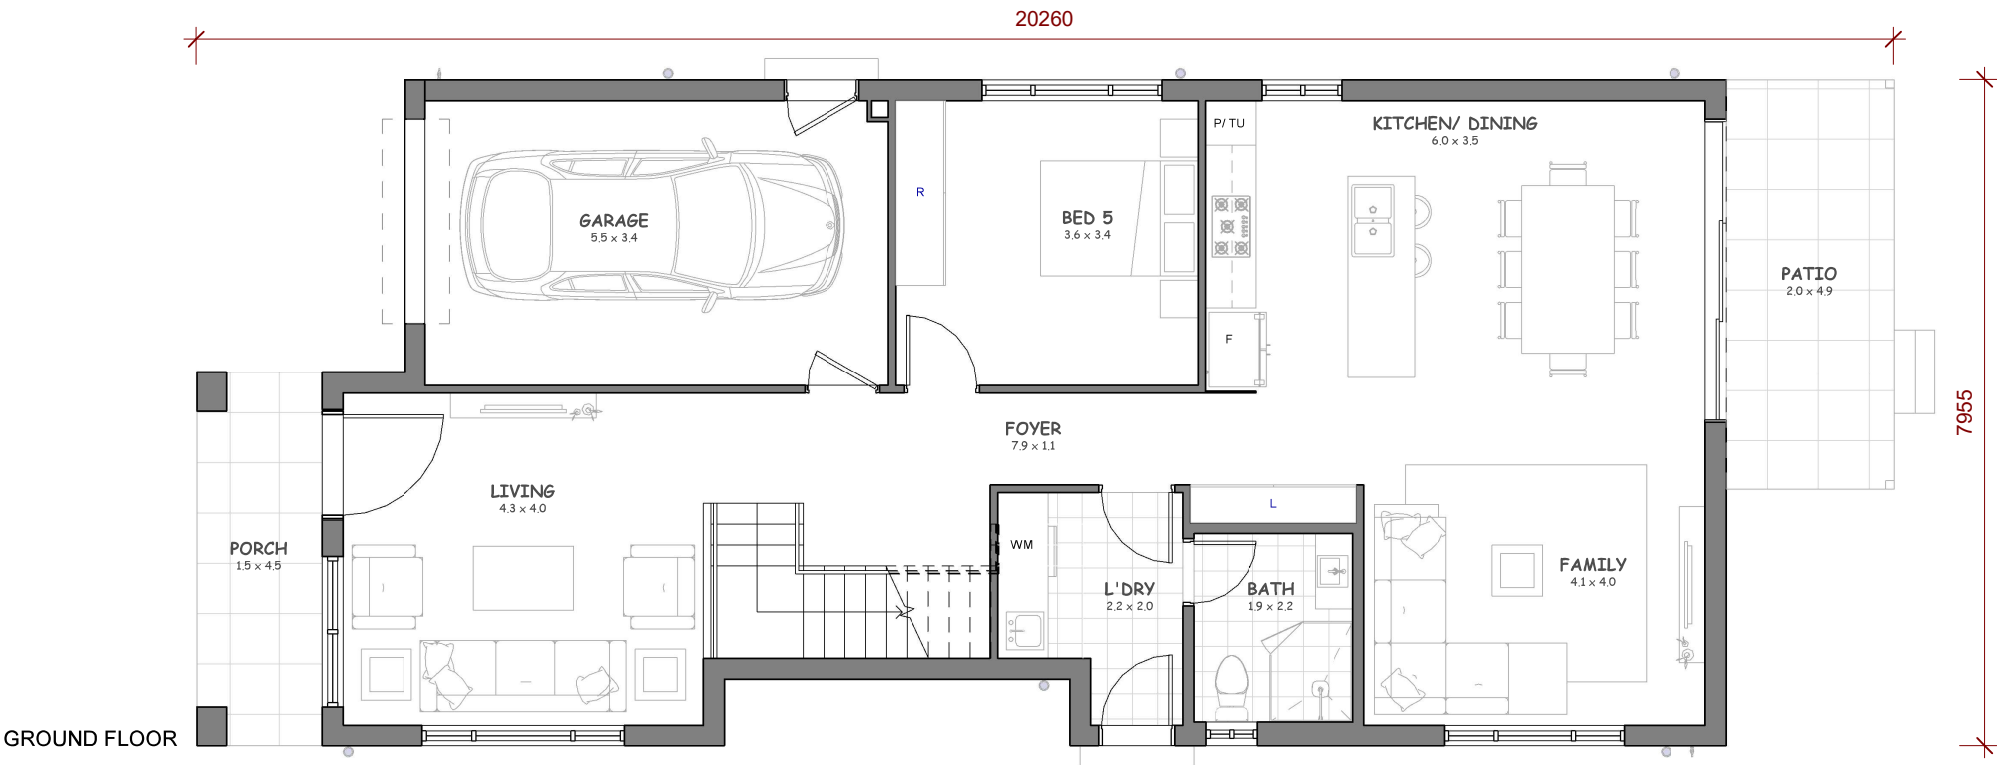 20260
P/ TU
KITCHEN/ DINING
6.0 x 3.5
R
GARAGE
5.5 x 3.4
BED 5
3.6 x 3.4
PATIO
2.0 x 4.9
F
7955
FOYER
7.9 x 1.1
LIVING
4.3 x 4.0
L
WM
PORCH
1.5 x 4.5
FAMILY
4.1 x 4.0
L'DRY
2.2 x 2.0
BATH
1.9 x 2.2
GROUND FLOOR